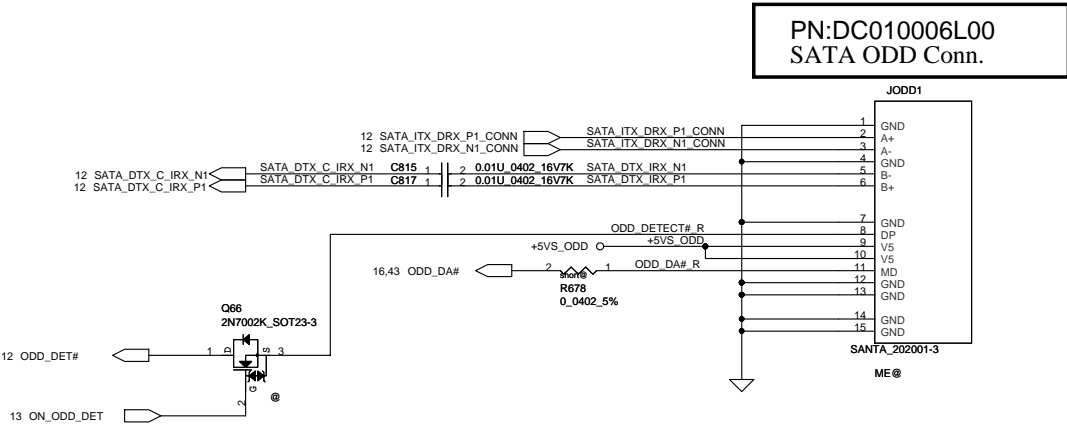 PN:DC010006L00
SATA ODD Conn.
JODD1
12 SATA_ITX_DRX_P1_CONN SATA_ITX_DRX_P1_CONN 1 GND
12 SATA_ITX_DRX_N1_CONN SATA_ITX_DRX_N1_CONN 2 A+
3 A-
4 GND
12 SATA_DTX_C_IRX_N1 SATA_DTX_C_IRX_N1 C815 1 2 0.01U_0402_16V7K SATA_DTX_IRX_N1 5 B-
12 SATA_DTX_C_IRX_P1 SATA_DTX_C_IRX_P1 C817 1 2 0.01U_0402_16V7K SATA_DTX_IRX_P1 6 B+
7 GND
ODD_DETECT#_R 8 DP
+5VS_ODD +5VS_ODD 9 V5
10 V5
16,43 ODD_DA# 2 short@ 1 ODD_DA#_R 11 MD
R678 12 GND
0_0402_5% 13 GND
14 GND
15 GND
SANTA_202001-3
ME@
Q66
2N7002K_SOT23-3
12 ODD_DET# 1 D S 3
G
2 @
13 ON_ODD_DET